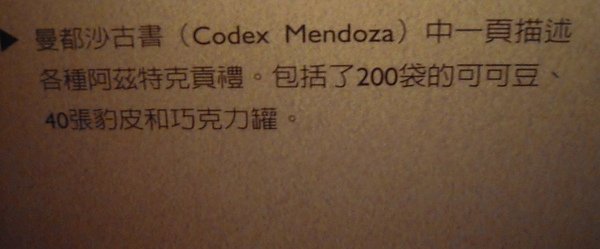 ▶ 曼都沙古書（Codex Mendoza）中一頁描述
各種阿茲特克貢禮。包括了200袋的可可豆、
40張豹皮和巧克力罐。